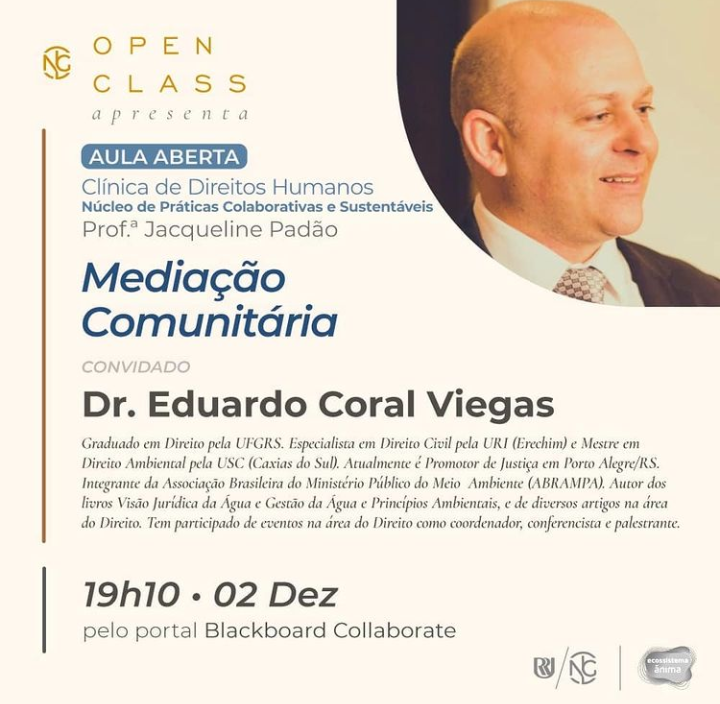 OPEN
CLASS
apresenta
AULA ABERTA
Clínica de Direitos Humanos
Núcleo de Práticas Colaborativas e Sustentáveis
Prof.ª Jacqueline Padão
Mediação
Comunitária
CONVIDADO
Dr. Eduardo Coral Viegas
Graduado em Direito pela UFGRS. Especialista em Direito Civil pela URI (Erechim) e Mestre em
Direito Ambiental pela USC (Caxias do Sul). Atualmente é Promotor de Justiça em Porto Alegre/RS.
Integrante da Associação Brasileira do Ministério Público do Meio Ambiente (ABRAMPA). Autor dos
livros Visão Jurídica da Água e Gestão da Água e Princípios Ambientais, e de diversos artigos na área
do Direito. Tem participado de eventos na área do Direito como coordenador, conferencista e palestrante.
19h10 • 02 Dez
pelo portal Blackboard Collaborate
ecossistema
ânima